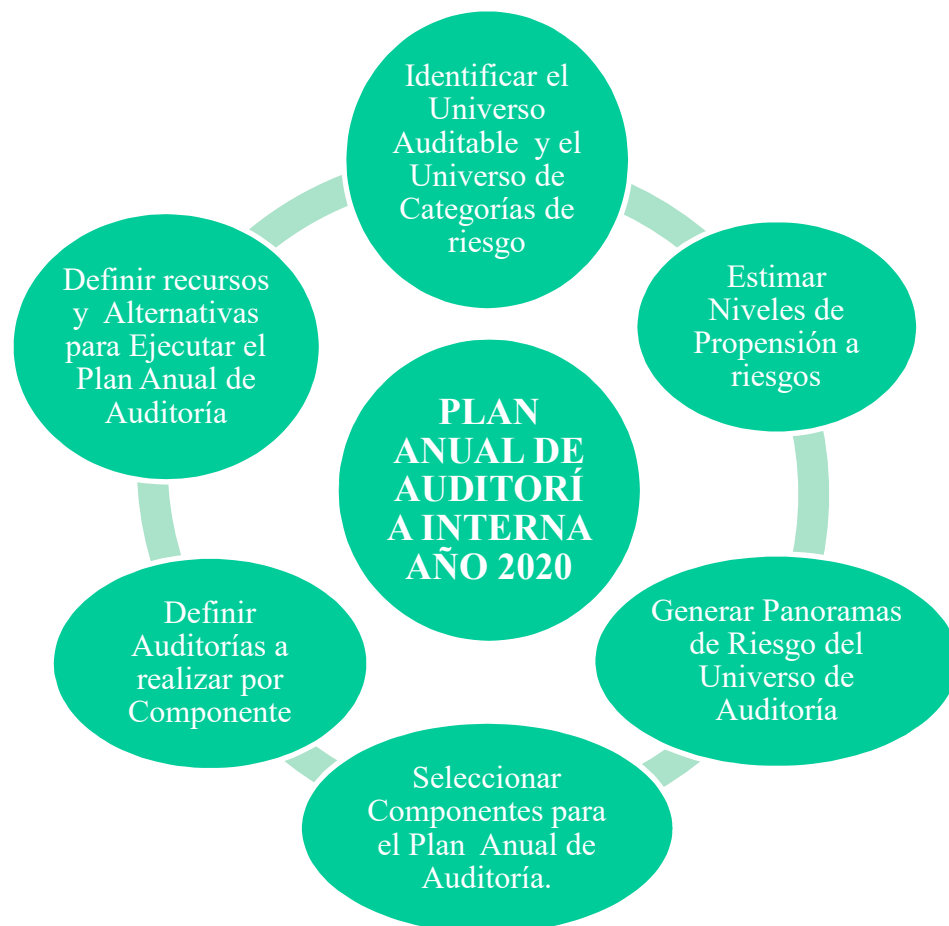 Identificar el
Universo
Auditable y el
Universo de
Categorías de
riesgo
Estimar
Niveles de
Propensión a
riesgos
Generar Panoramas
de Riesgo del
Universo de
Auditoría
Seleccionar
Componentes para
el Plan Anual de
Auditoría.
Definir
Auditorías a
realizar por
Componente
Definir recursos
y Alternativas
para Ejecutar el
Plan Anual de
Auditoría
PLAN
ANUAL DE
AUDITORÍ
A INTERNA
AÑO 2020